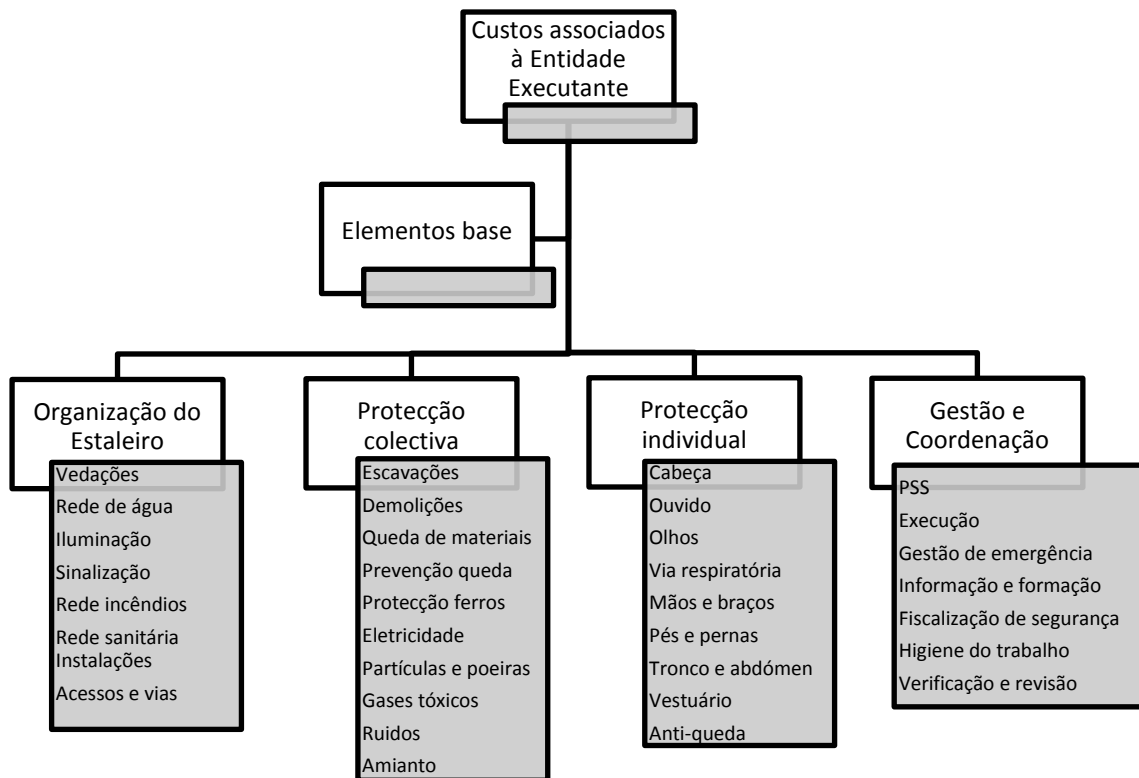 Custos associados
à Entidade
Executante
Elementos base
Organização do
Estaleiro
Vedações
Rede de água
Iluminação
Sinalização
Rede incêndios
Rede sanitária
Instalações
Acessos e vias
Protecção
colectiva
Escavações
Demolições
Queda de materiais
Prevenção queda
Protecção ferros
Eletricidade
Partículas e poeiras
Gases tóxicos
Ruidos
Amianto
Protecção
individual
Cabeça
Ouvido
Olhos
Via respiratória
Mãos e braços
Pés e pernas
Tronco e abdómen
Vestuário
Anti-queda
Gestão e
Coordenação
PSS
Execução
Gestão de emergência
Informação e formação
Fiscalização de segurança
Higiene do trabalho
Verificação e revisão